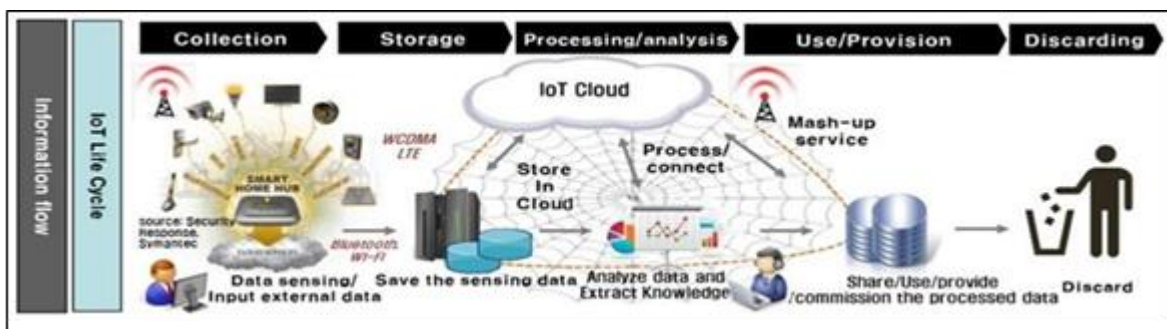 Collection
Storage
Processing/analysis
Use/Provision
Discarding
Information flow
IoT Life Cycle
IoT Cloud
WCDMA
LTE
Mash-up
service
Process/
connect
Store
In
Cloud
SMART
HOME HUB
source: Security
Response,
Symantec
Bluetooth,
WI-FI
Data sensing/
Input external data
Save the sensing data
Analyze data and
Extract Knowledge
Share/Use/provide
/commission the processed data
Discard